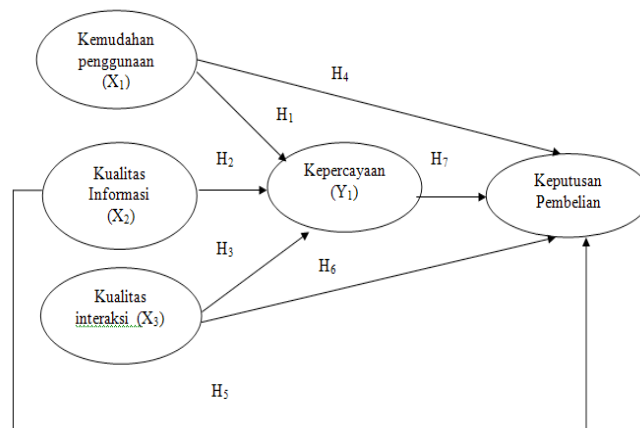 Kemudahan
penggunaan
(X₁)
H₄
H₁
H₂
Kualitas
Informasi
(X₂)
Kepercayaan
(Y₁)
H₇
Keputusan
Pembelian
H₃
H₆
Kualitas
interaksi (X₃)
H₅